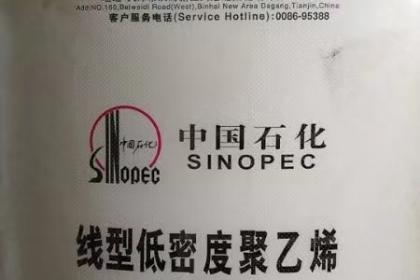 Add:NO.160,Beiweidi Road(West),Binhai New Area Dagang,Tianjin,China
客户服务电话(Service Hotline):0086-95388
中国石化
SINOPEC
中国石化
SINOPEC
线型低密度聚乙烯